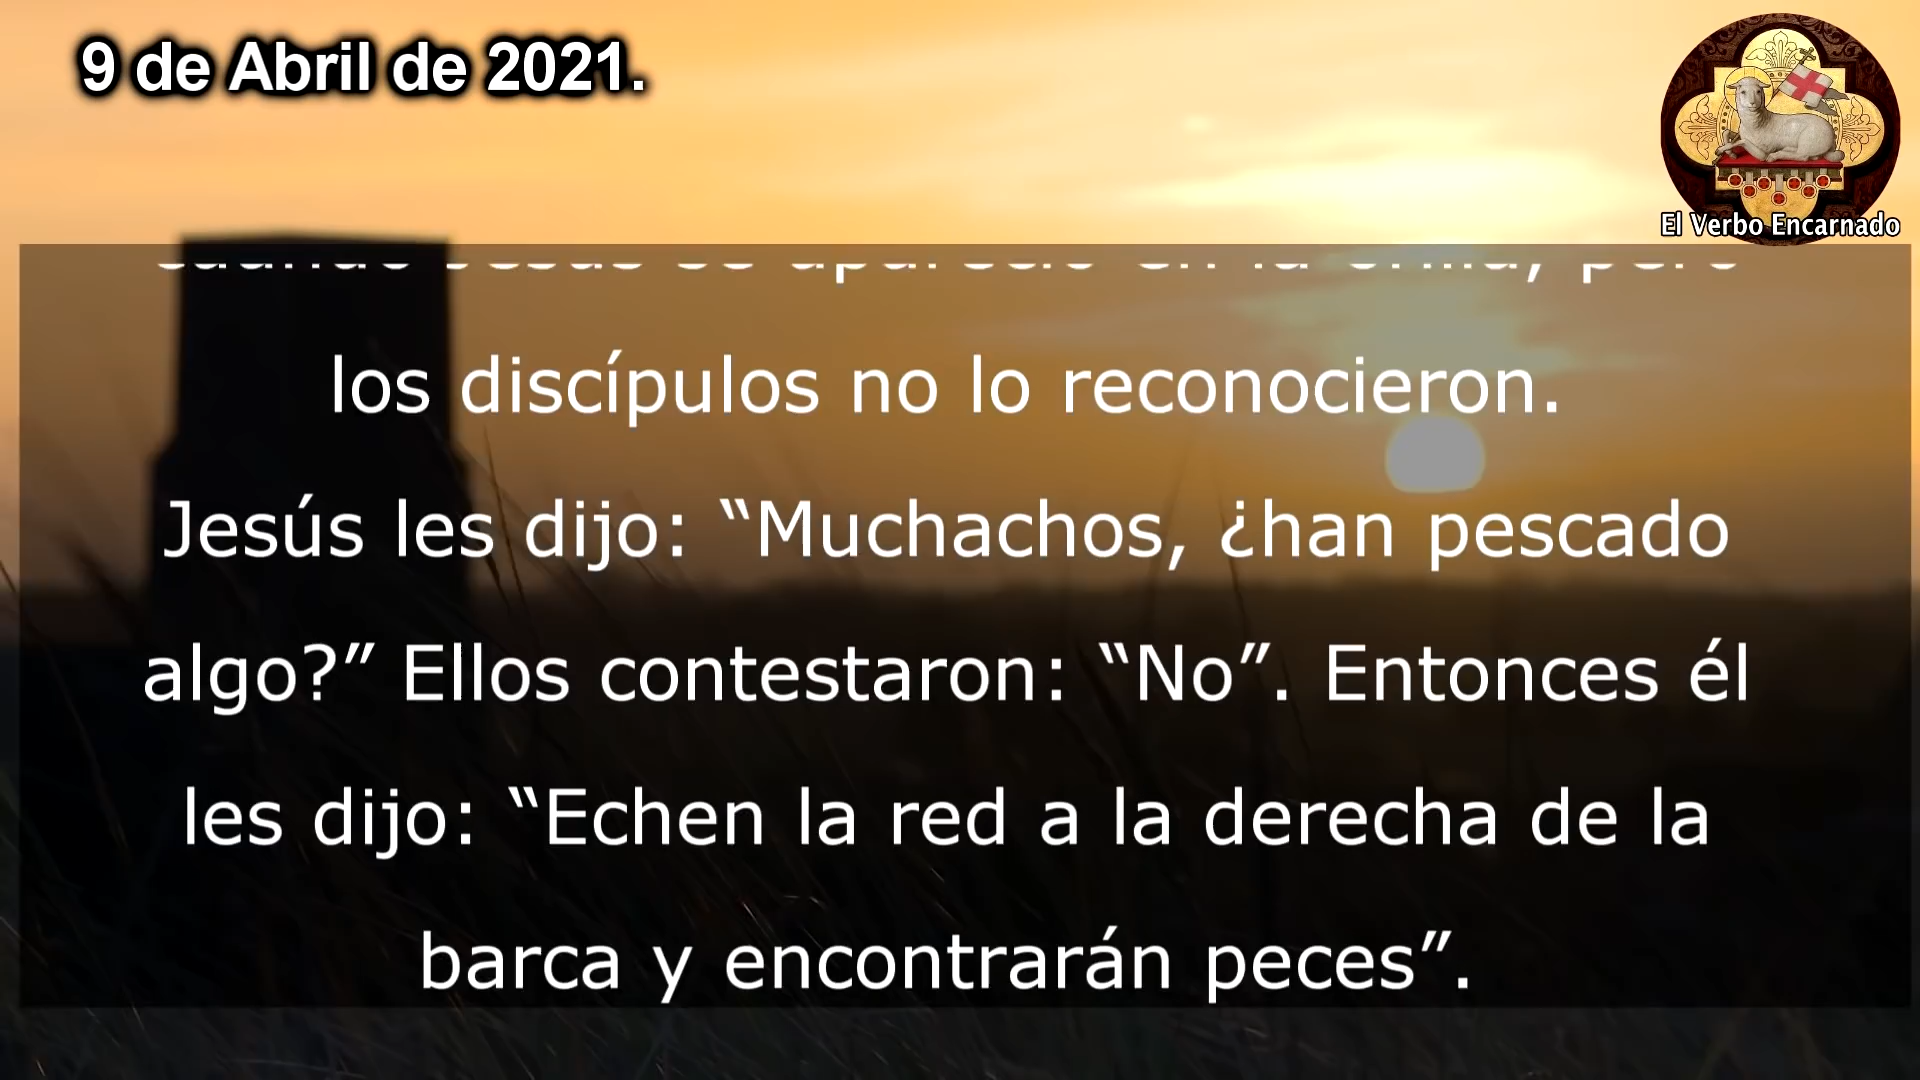 9 de Abril de 2021.
El Verbo Encarnado
los discípulos no lo reconocieron.
Jesús les dijo: “Muchachos, ¿han pescado
algo?” Ellos contestaron: “No”. Entonces él
les dijo: “Echen la red a la derecha de la
barca y encontrarán peces”.